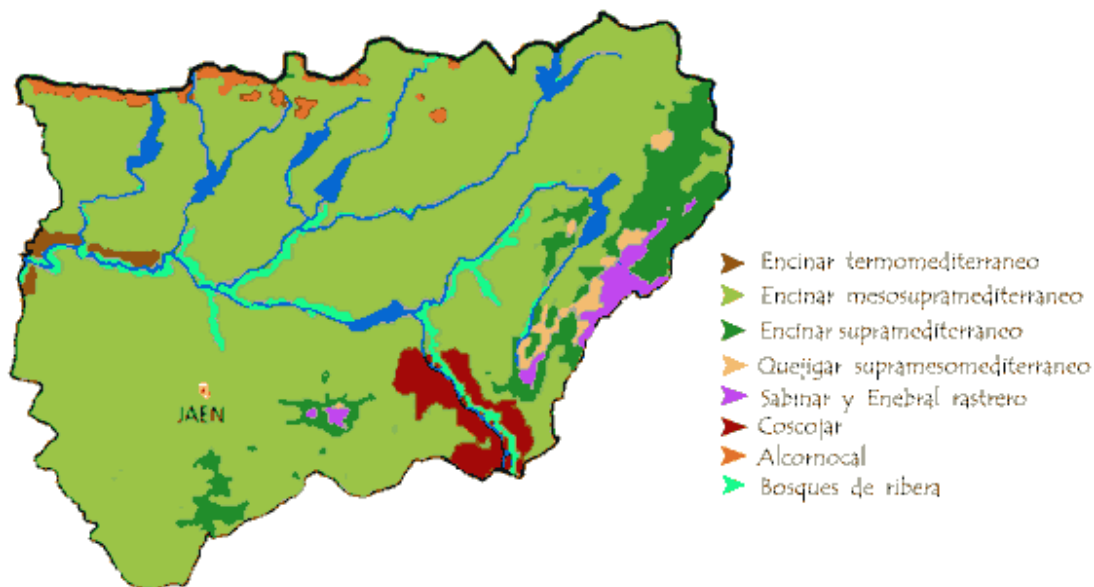 JAEN
Encinar termomediterraneo
Encinar mesosupramediterraneo
Encinar supramediterraneo
Quejigar supramesomediterraneo
Sabinar y Enebral rastrero
Coscojar
Alcornocal
Bosques de ribera